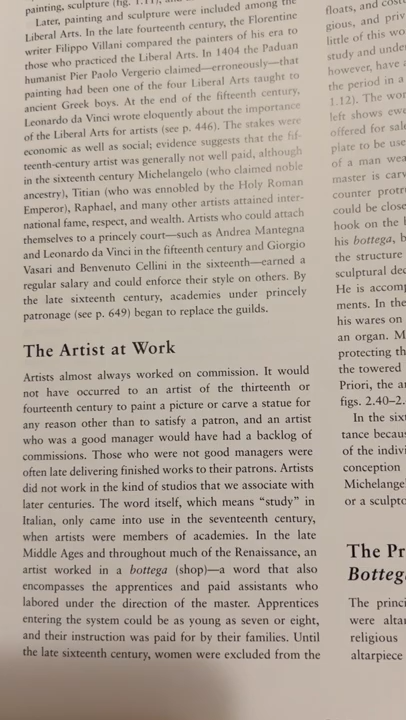 painting, sculpture (fig. 1.11), and
Later, painting and sculpture were included among the
Liberal Arts. In the late fourteenth century, the Florentine
writer Filippo Villani compared the painters of his era to
those who practiced the Liberal Arts. In 1404 the Paduan
humanist Pier Paolo Vergerio claimed—erroneously—that
painting had been one of the four Liberal Arts taught to
ancient Greek boys. At the end of the fifteenth century,
Leonardo da Vinci wrote eloquently about the importance
of the Liberal Arts for artists (see p. 446). The stakes were
economic as well as social; evidence suggests that the fif-
teenth-century artist was generally not well paid, although
in the sixteenth century Michelangelo (who claimed noble
ancestry), Titian (who was ennobled by the Holy Roman
Emperor), Raphael, and many other artists attained inter-
national fame, respect, and wealth. Artists who could attach
themselves to a princely court—such as Andrea Mantegna
and Leonardo da Vinci in the fifteenth century and Giorgio
Vasari and Benvenuto Cellini in the sixteenth—earned a
regular salary and could enforce their style on others. By
the late sixteenth century, academies under princely
patronage (see p. 649) began to replace the guilds.
The Artist at Work
Artists almost always worked on commission. It would
not have occurred to an artist of the thirteenth or
fourteenth century to paint a picture or carve a statue for
any reason other than to satisfy a patron, and an artist
who was a good manager would have had a backlog of
commissions. Those who were not good managers were
often late delivering finished works to their patrons. Artists
did not work in the kind of studios that we associate with
later centuries. The word itself, which means “study” in
Italian, only came into use in the seventeenth century,
when artists were members of academies. In the late
Middle Ages and throughout much of the Renaissance, an
artist worked in a bottega (shop)—a word that also
encompasses the apprentices and paid assistants who
labored under the direction of the master. Apprentices
entering the system could be as young as seven or eight,
and their instruction was paid for by their families. Until
the late sixteenth century, women were excluded from the
floats, and
gious, and priv
little of this wo
study and under
however, have a
the period in a
1.12). The wor
left shows ewe
offered for sale
plate to be use
of a man wea
master is carv
counter protr
could be close
hook on the l
his bottega, b
the structure
sculptural dec
He is accomp
ments. In the
his wares on
an organ. M
protecting th
the towered
Priori, the ar
figs. 2.40–2.
In the sixt
tance becaus
of the indivi
conception
Michelange
or a sculpto
The Pr
Botteg
The princi
were altar
religious
altarpiece